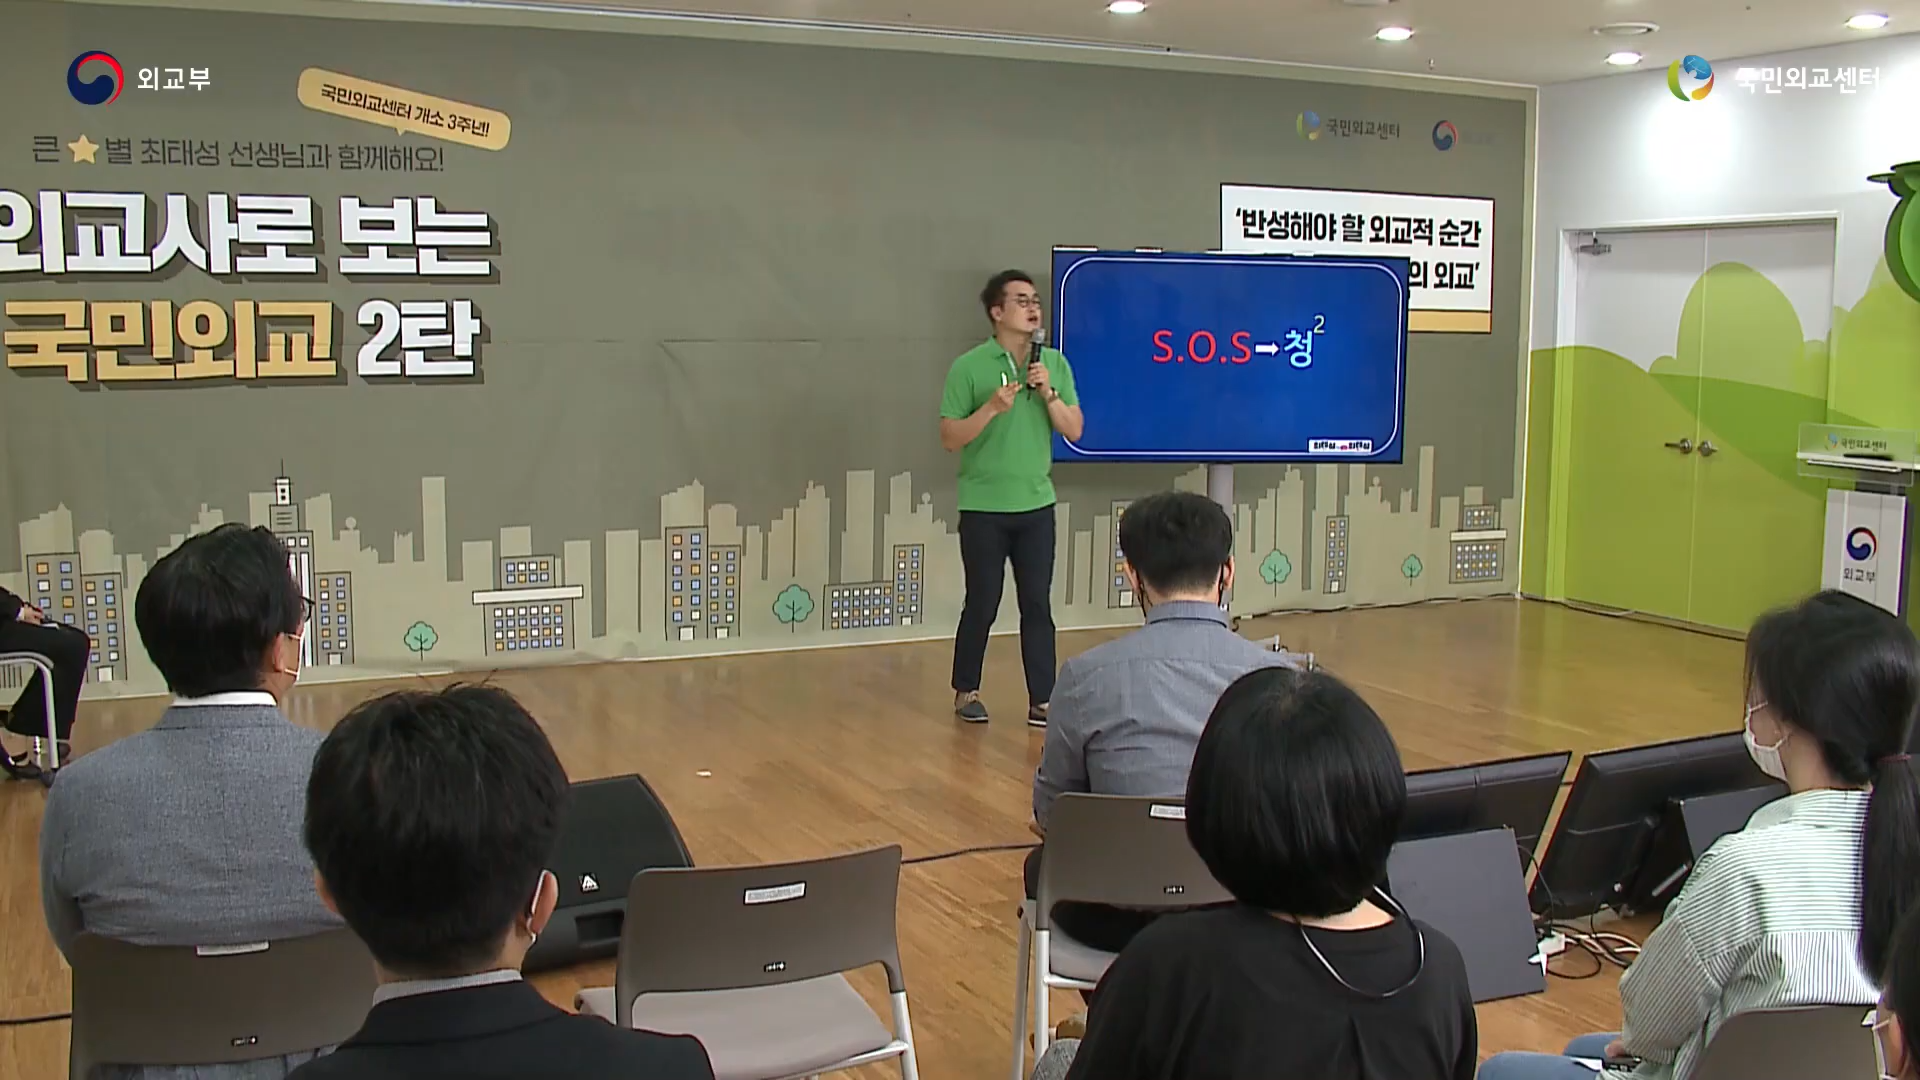 외교부
국민외교센터
국민외교센터 개소 3주년!
큰 별 최태성 선생님과 함께해요!
외교사로 보는
국민외교 2탄
국민외교센터
'반성해야 할 외교적 순간
의 외교'
S.O.S→청²
국민외교센터
외교부